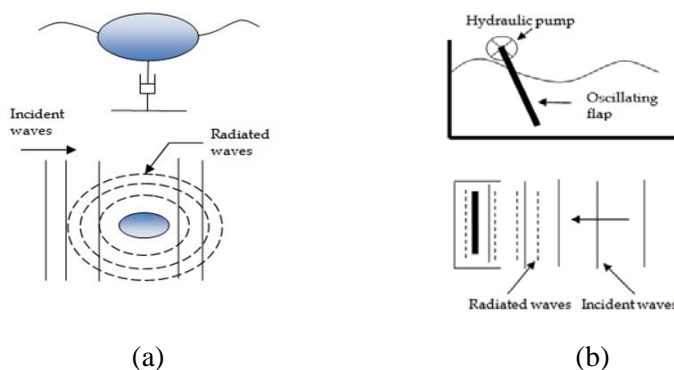 Incident
waves
Radiated
waves
(a)
Hydraulic pump
Oscillating
flap
Radiated waves
Incident waves
(b)